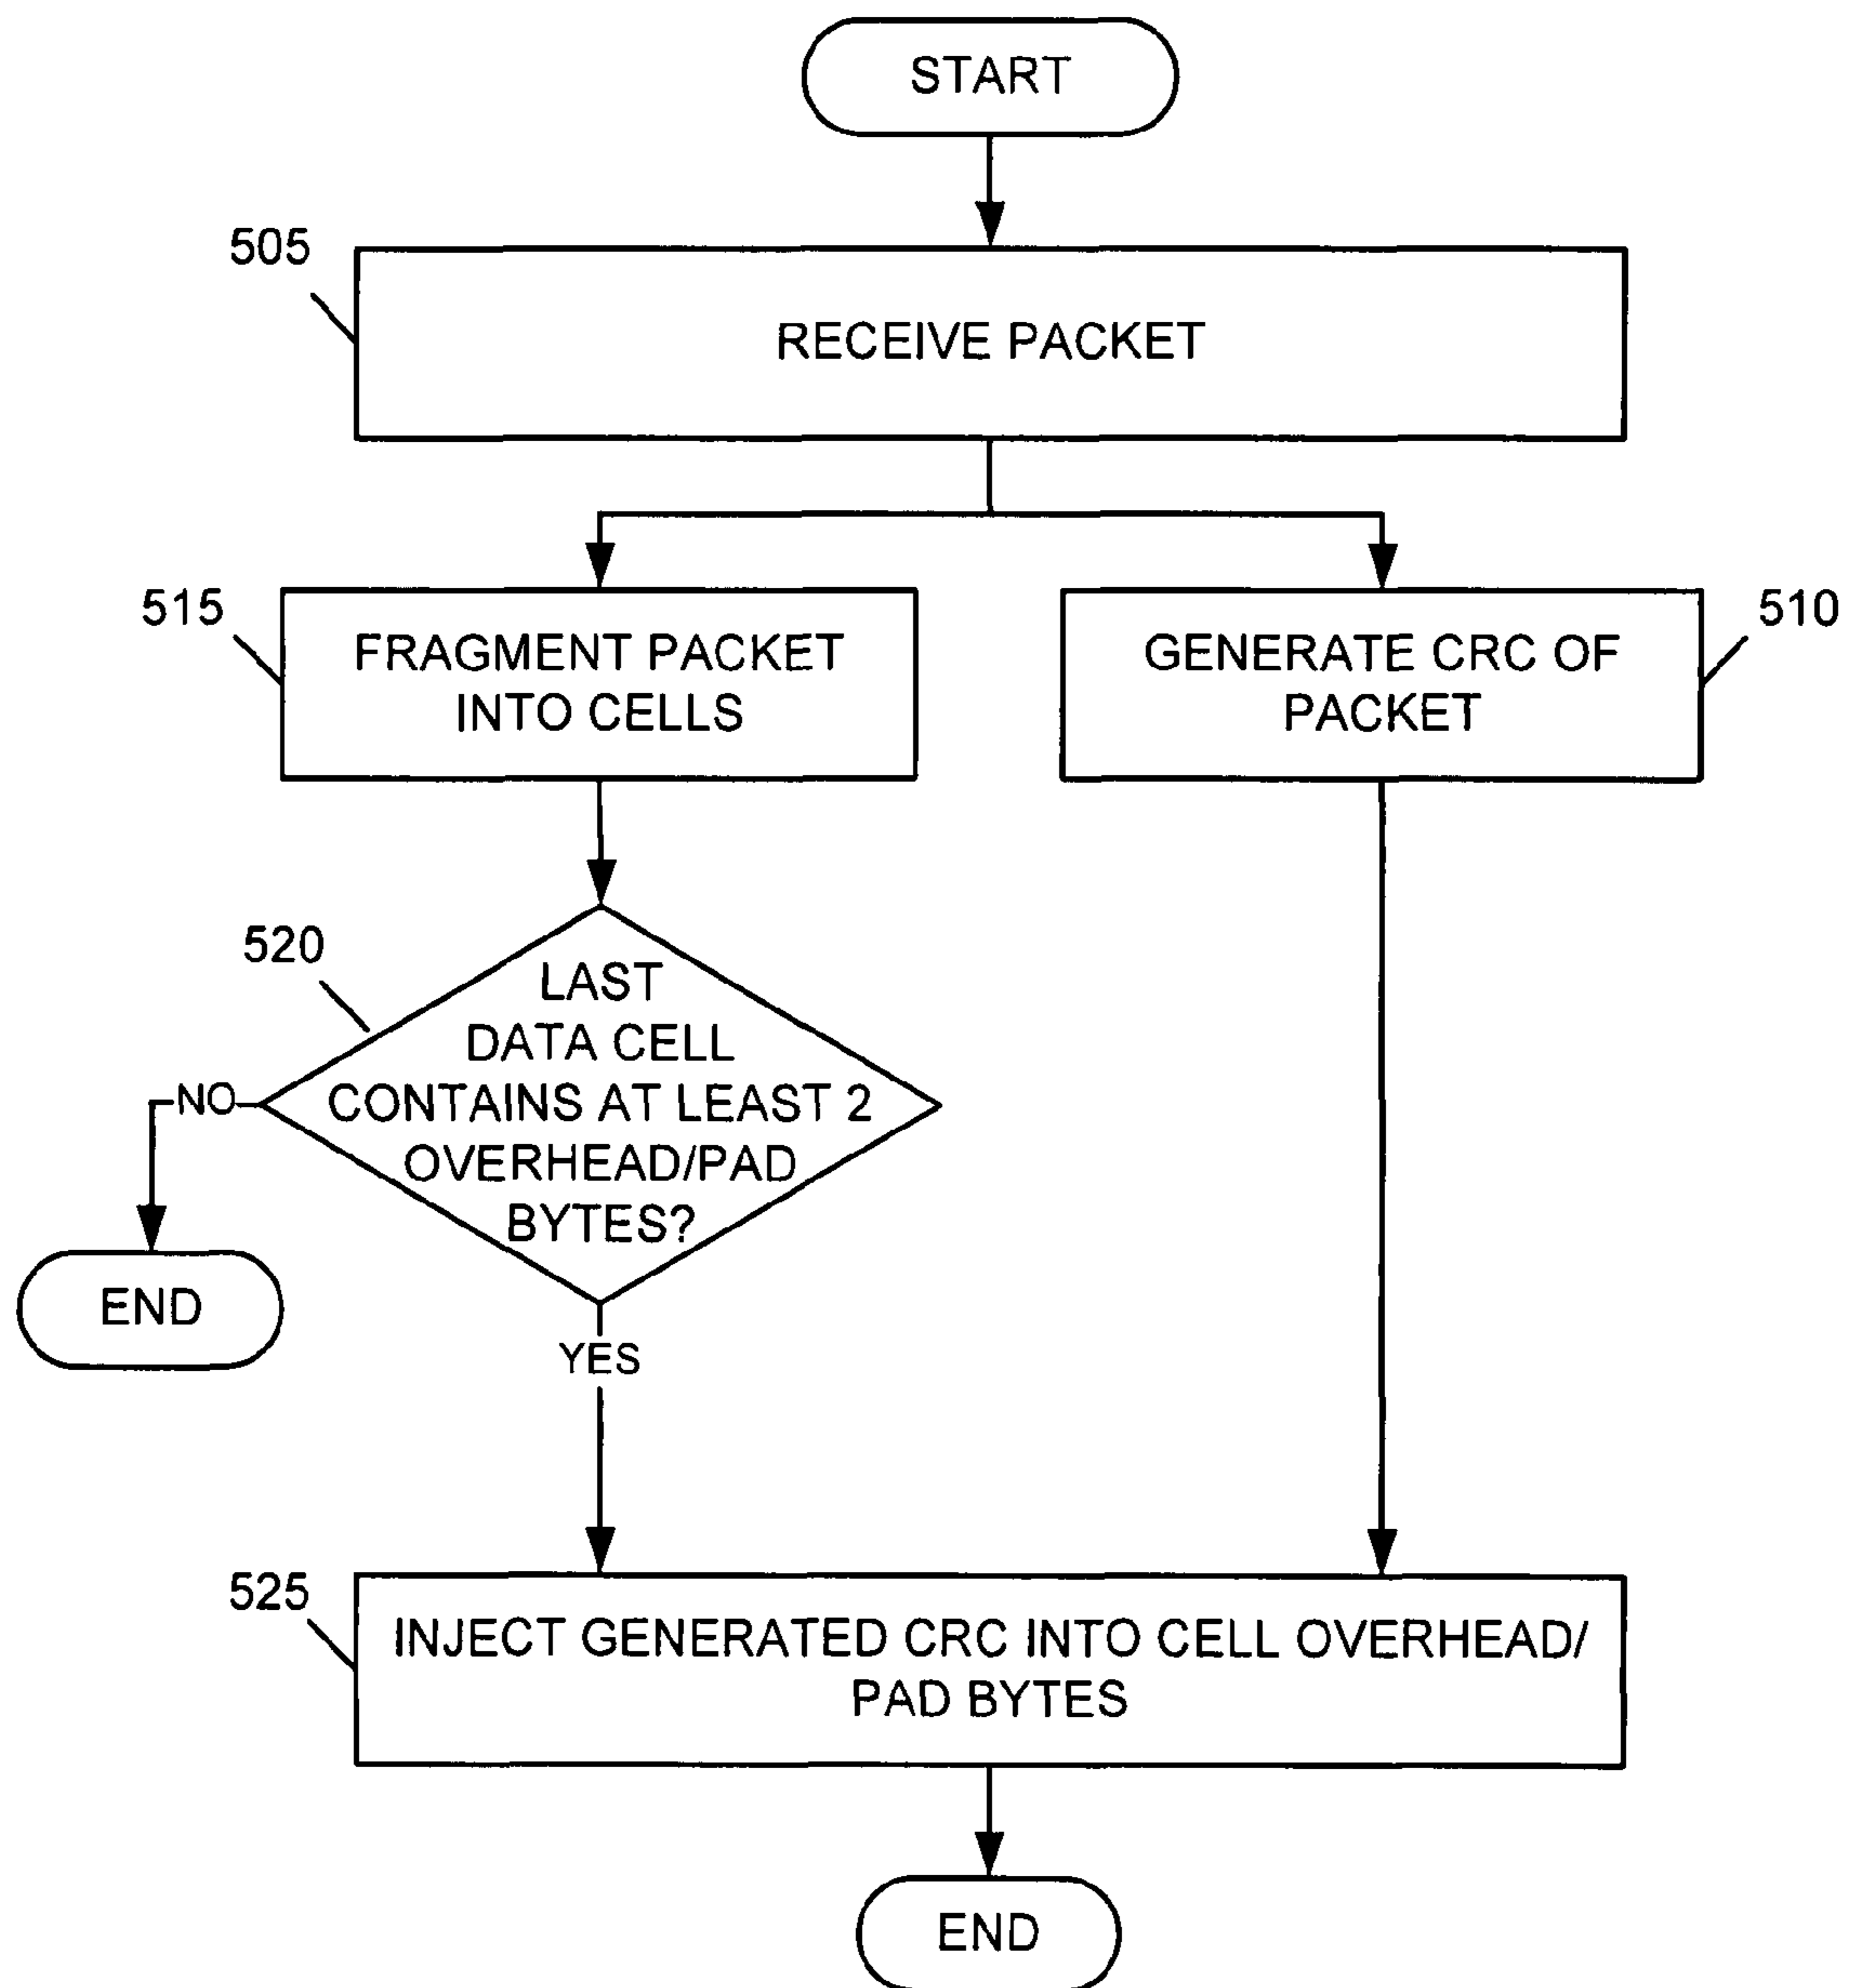 START
505
RECEIVE PACKET
515
FRAGMENT PACKET
INTO CELLS
GENERATE CRC OF
PACKET
510
520
LAST
DATA CELL
CONTAINS AT LEAST 2
OVERHEAD/PAD
BYTES?
NO
END
YES
525
INJECT GENERATED CRC INTO CELL OVERHEAD/
PAD BYTES
END